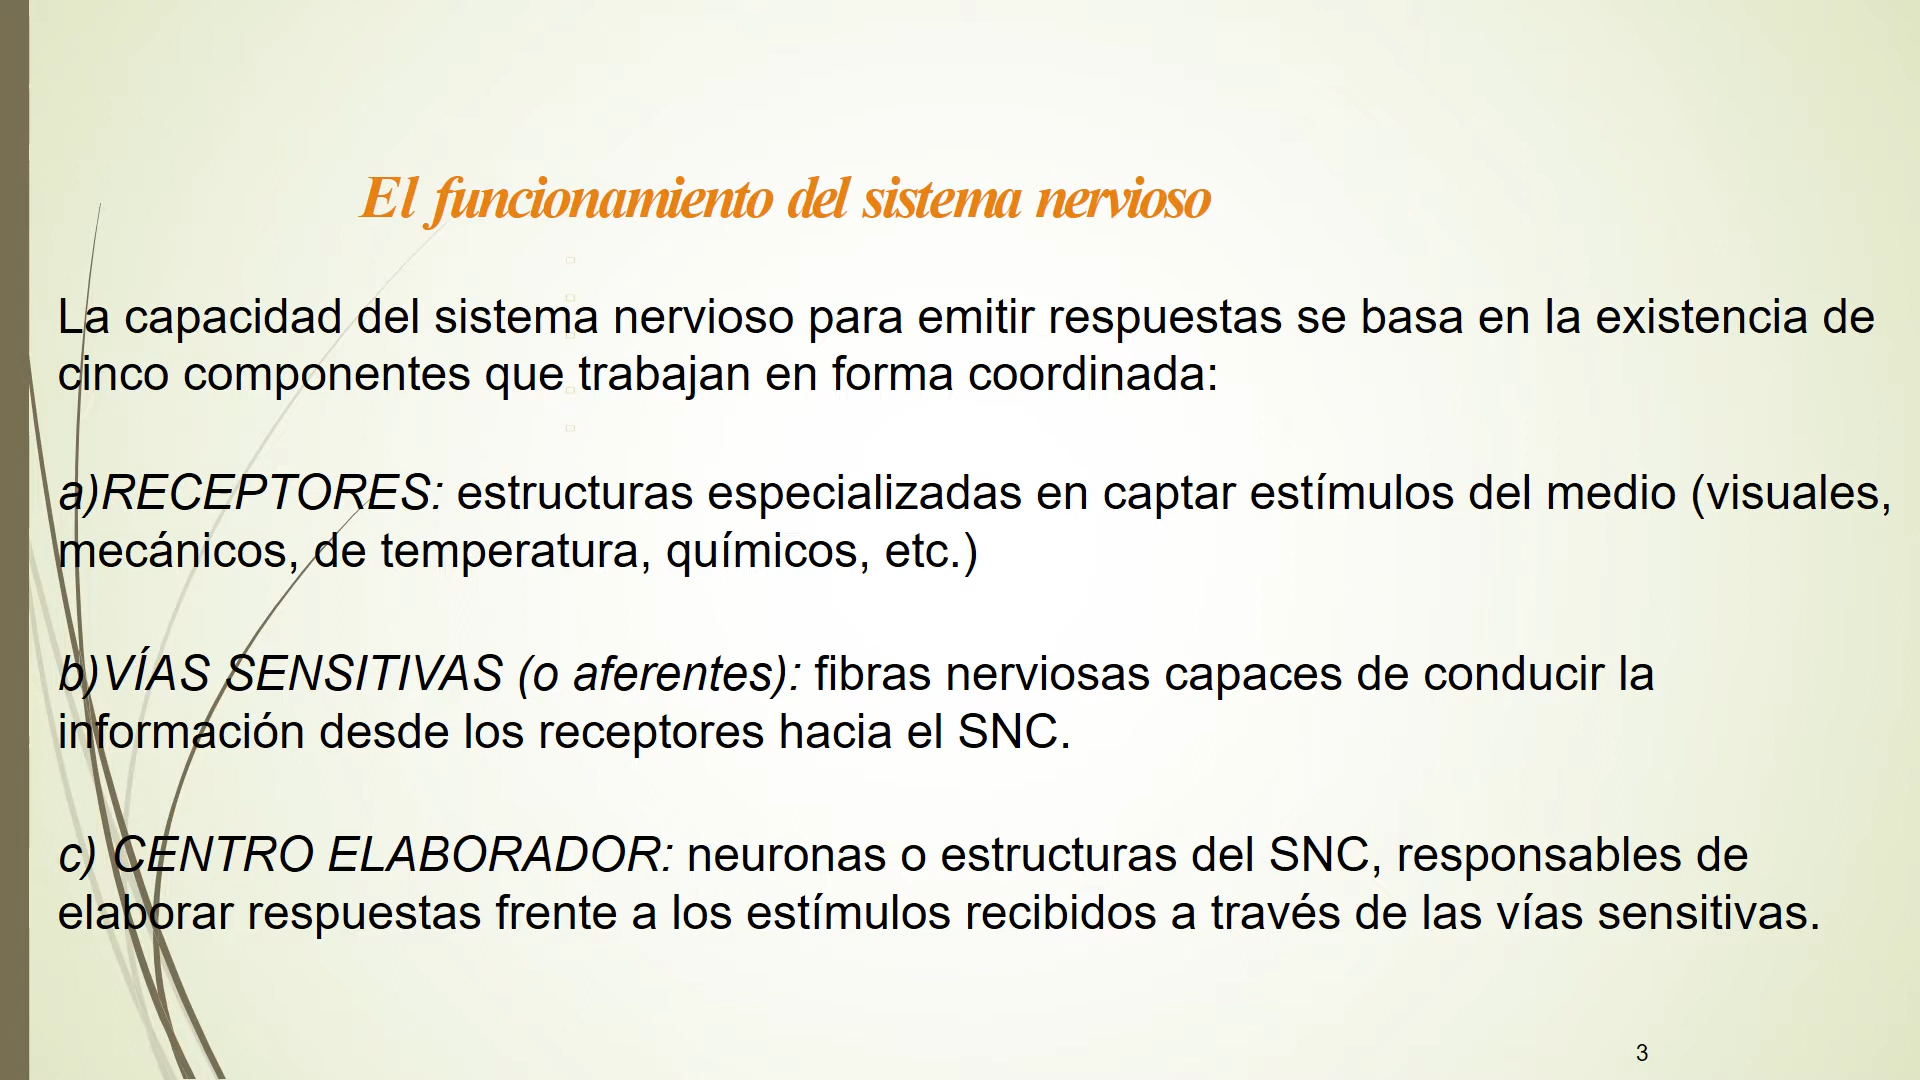 El funcionamiento del sistema nervioso
La capacidad del sistema nervioso para emitir respuestas se basa en la existencia de
cinco componentes que trabajan en forma coordinada:
a)RECEPTORES: estructuras especializadas en captar estímulos del medio (visuales,
mecánicos, de temperatura, químicos, etc.)
b)VÍAS SENSITIVAS (o aferentes): fibras nerviosas capaces de conducir la
información desde los receptores hacia el SNC.
c) CENTRO ELABORADOR: neuronas o estructuras del SNC, responsables de
elaborar respuestas frente a los estímulos recibidos a través de las vías sensitivas.
3